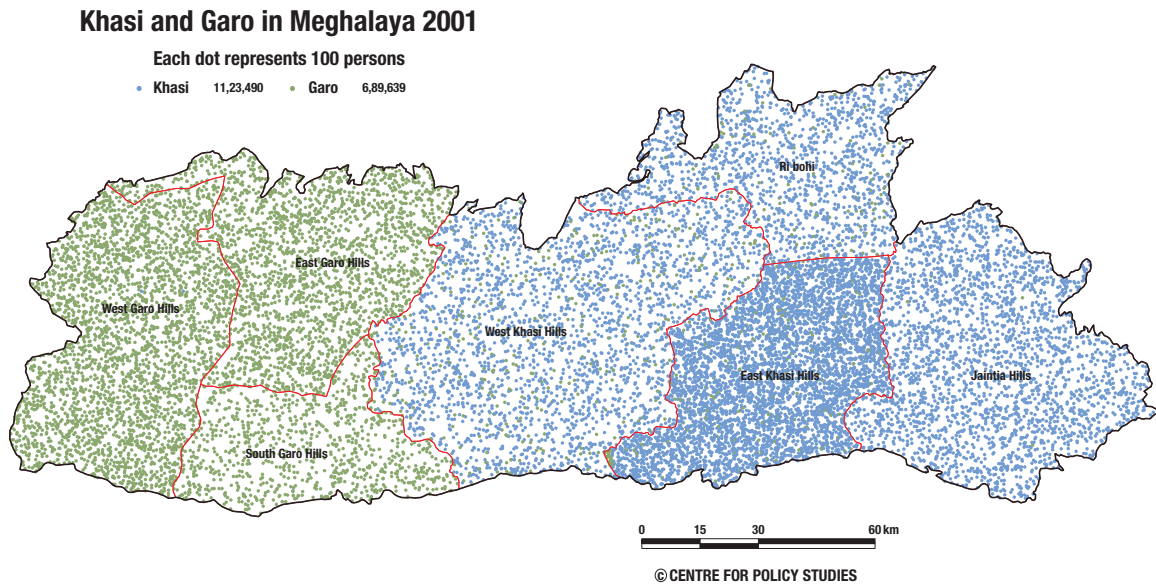 Khasi and Garo in Meghalaya 2001
Each dot represents 100 persons
Khasi 11,23,490 Garo 6,89,639
Ri bohi
East Garo Hills
West Garo Hills
West Khasi Hills
East Khasi Hills
Jaintia Hills
South Garo Hills
0 15 30 60 km
© CENTRE FOR POLICY STUDIES